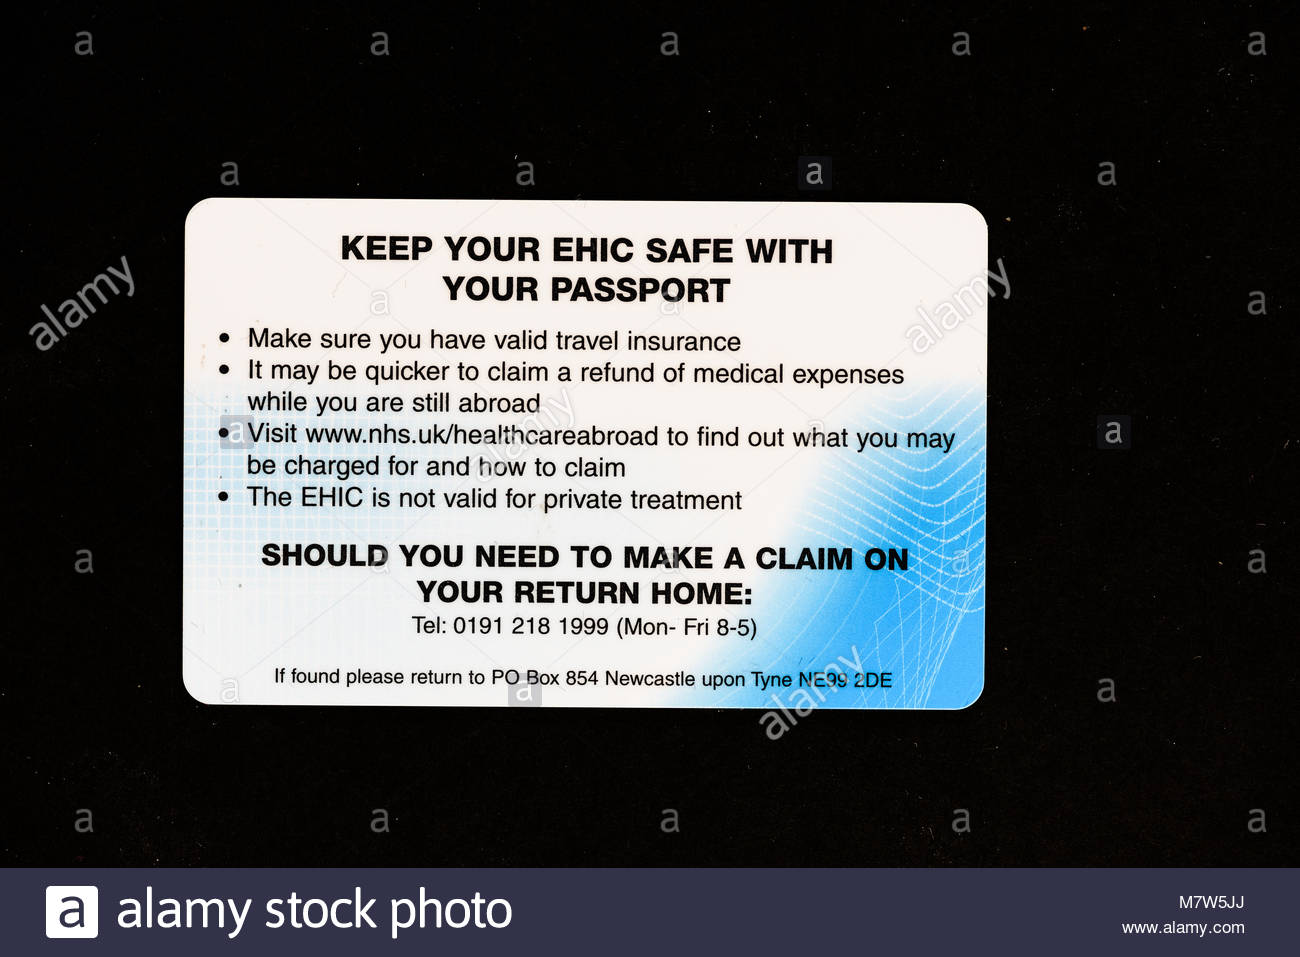 KEEP YOUR EHIC SAFE WITH
YOUR PASSPORT
• Make sure you have valid travel insurance
• It may be quicker to claim a refund of medical expenses
while you are still abroad
• Visit www.nhs.uk/healthcareabroad to find out what you may
be charged for and how to claim
• The EHIC is not valid for private treatment
SHOULD YOU NEED TO MAKE A CLAIM ON
YOUR RETURN HOME:
Tel: 0191 218 1999 (Mon- Fri 8-5)
If found please return to PO Box 854 Newcastle upon Tyne NE99 2DE
alamy
alamy
alamy
alamy
a alamy stock photo
M7W5JJ
www.alamy.com